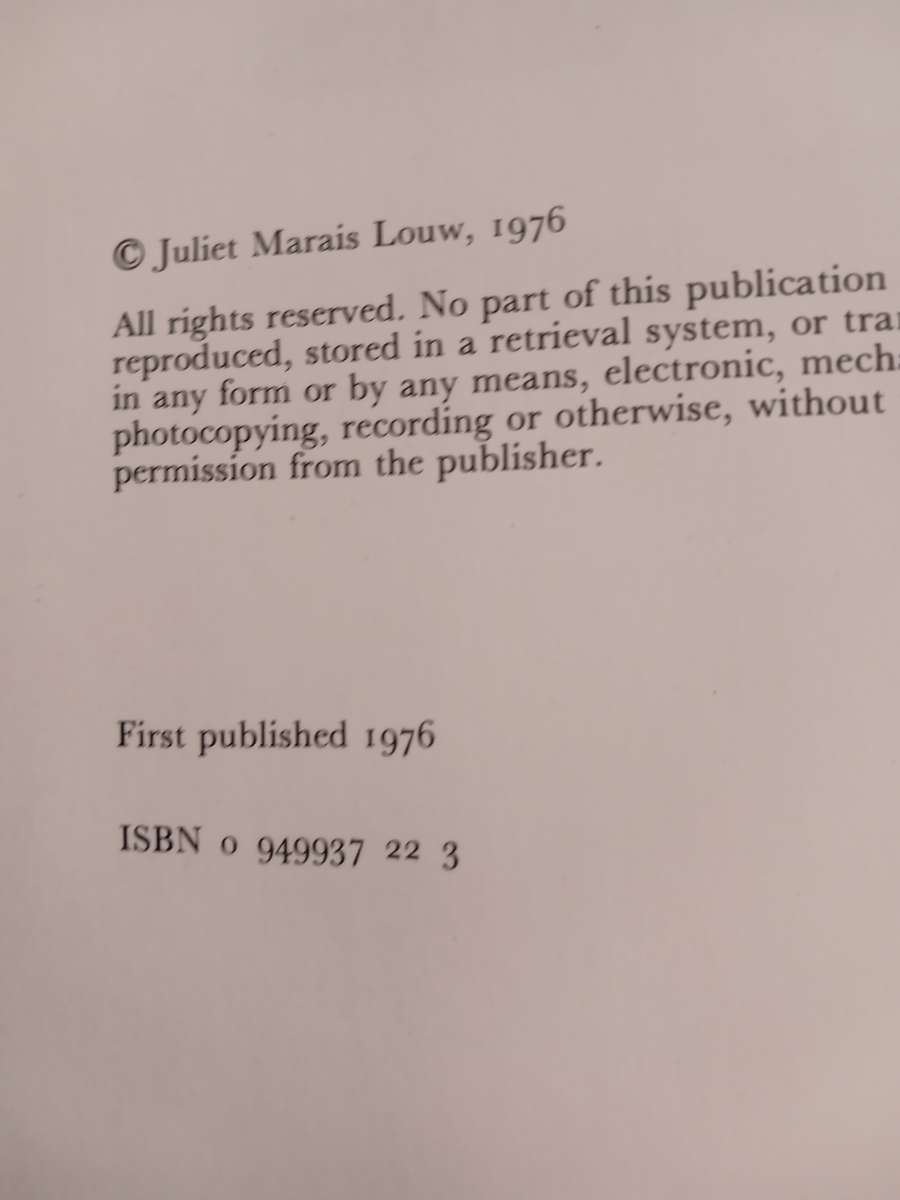 © Juliet Marais Louw, 1976
All rights reserved. No part of this publication
reproduced, stored in a retrieval system, or tra
in any form or by any means, electronic, mech
photocopying, recording or otherwise, without
permission from the publisher.
First published 1976
ISBN 0 949937 22 3